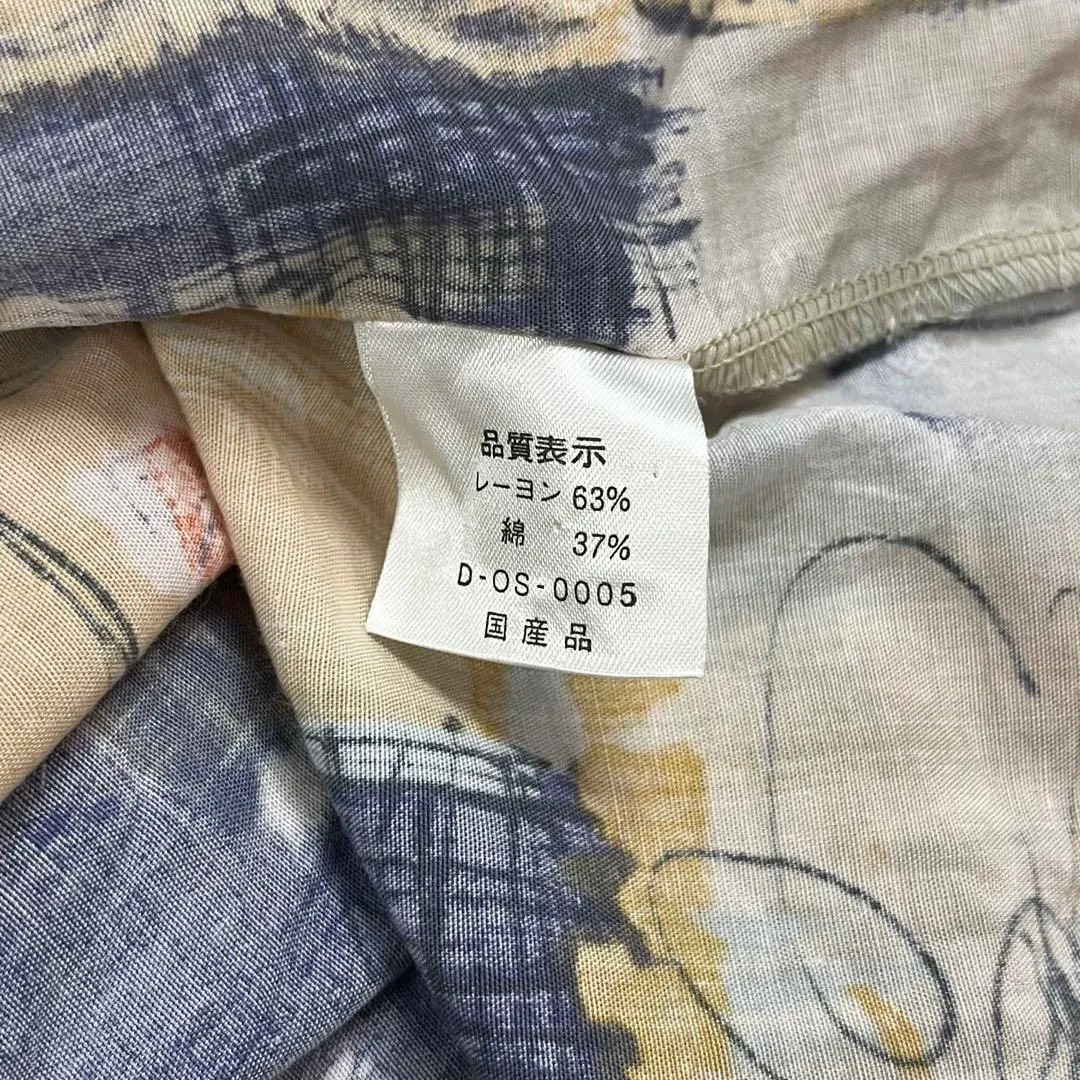 品質表示
レーヨン 63%
綿 37%
D-OS-0005
国産品